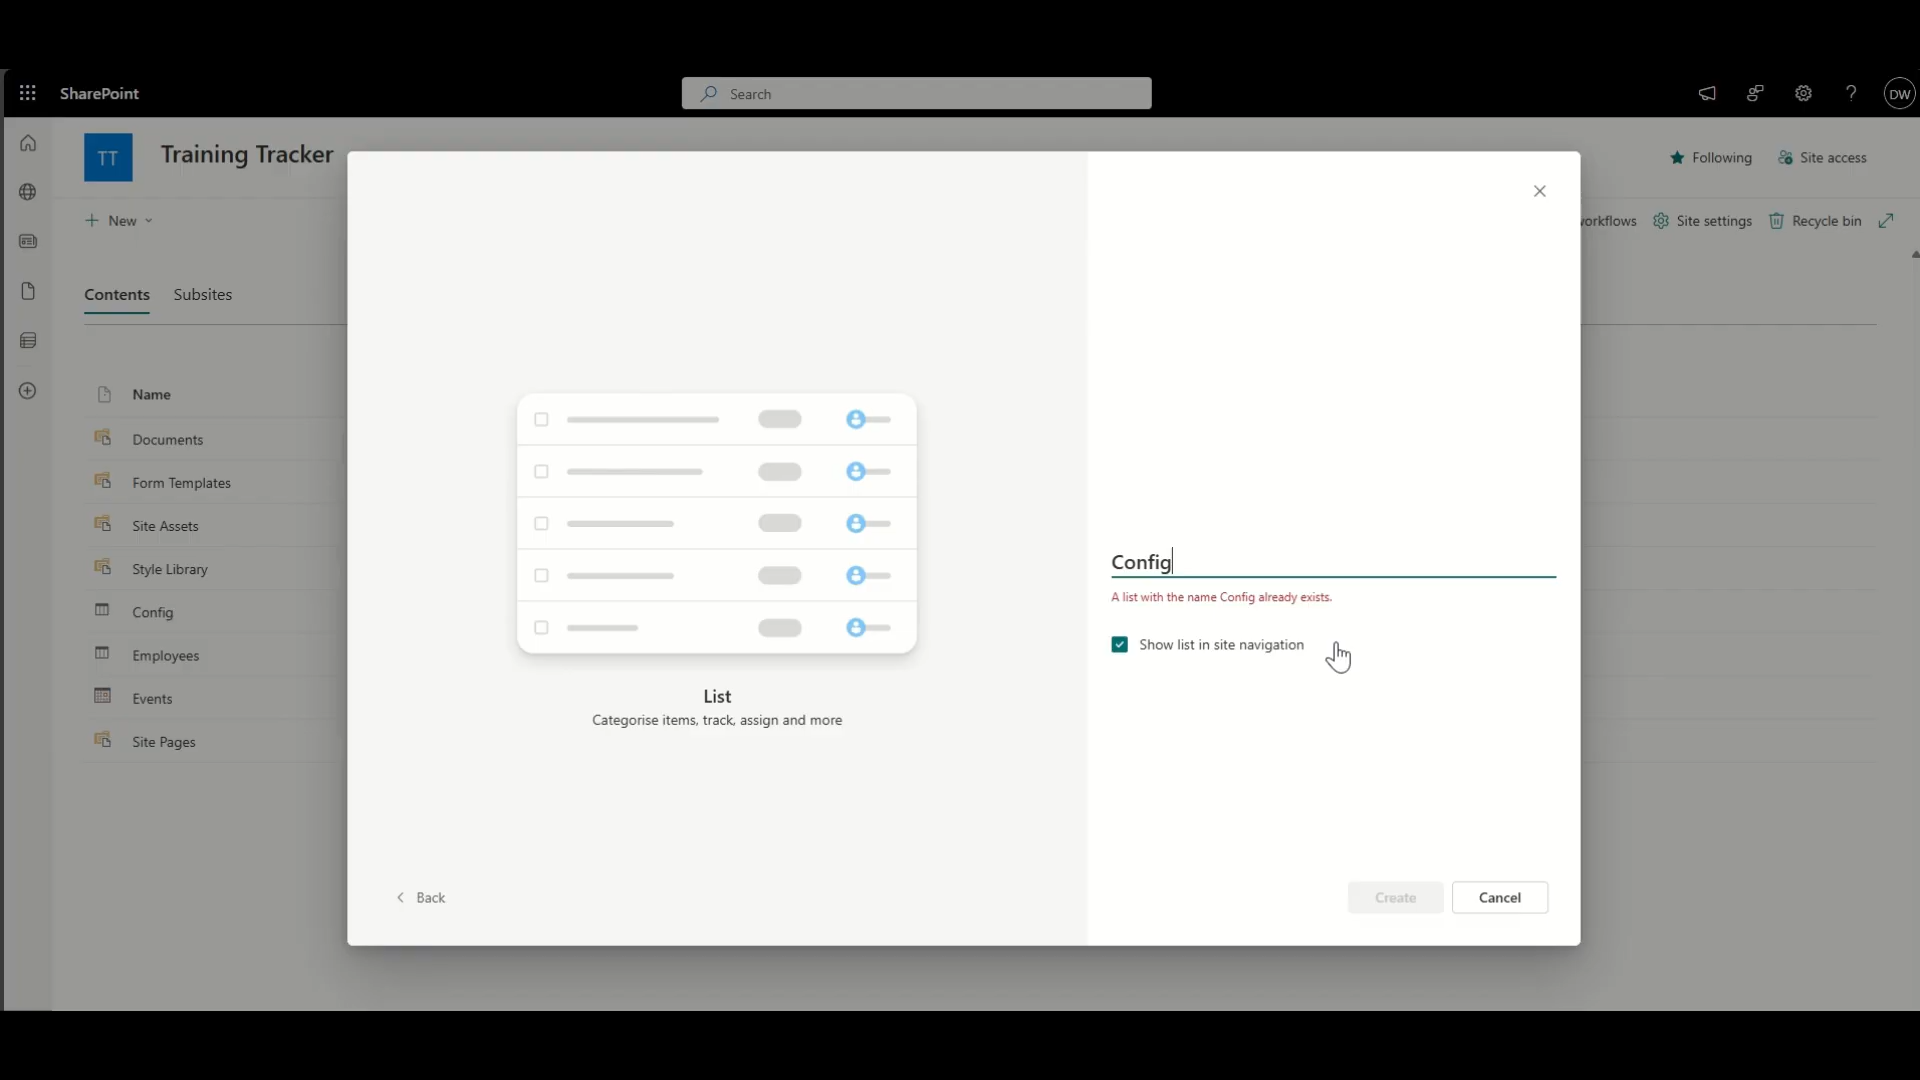 SharePoint
Search
DW
TT
Training Tracker
Following
Site access
New
workflows
Site settings
Recycle bin
Contents
Subsites
Name
Documents
Form Templates
Site Assets
Style Library
Config
Employees
Events
Site Pages
List
Categorise items, track, assign and more
Back
Config
A list with the name Config already exists.
Show list in site navigation
Create
Cancel